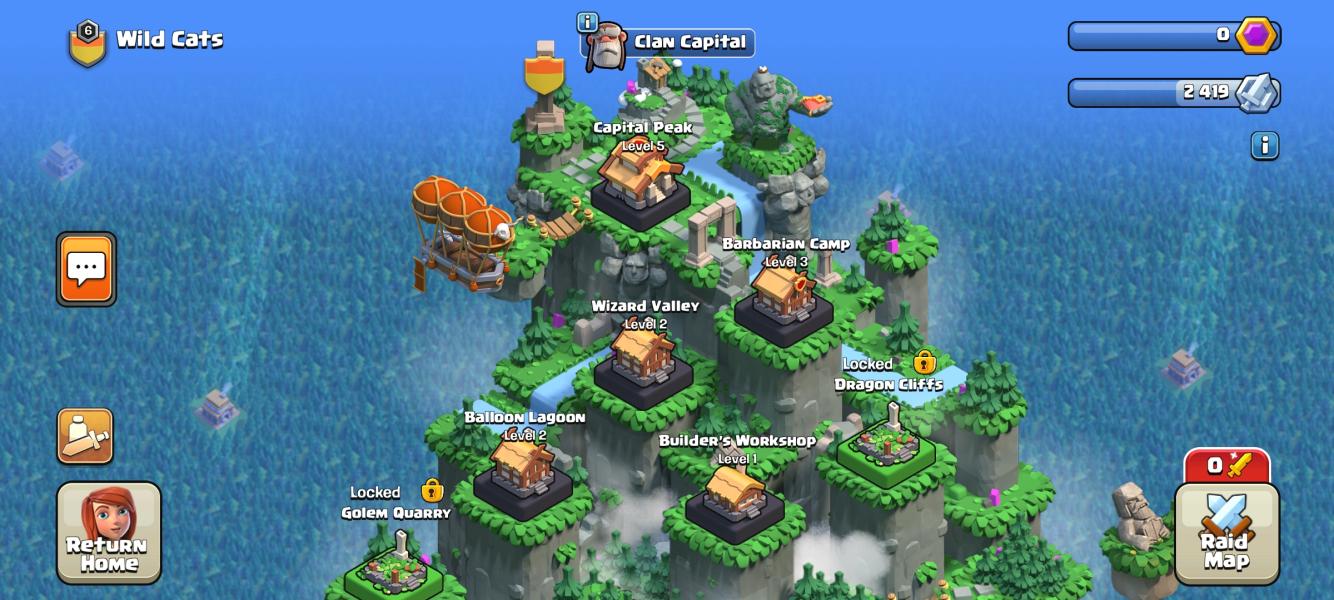 6
Wild Cats
i
Clan Capital
0
2 419
i
Capital Peak
Level 5
Barbarian Camp
Level 3
Wizard Valley
Level 2
Locked
Dragon Cliffs
Balloon Lagoon
Level 2
Builder's Workshop
Level 1
Locked
Golem Quarry
0
Return
Home
Raid
Map